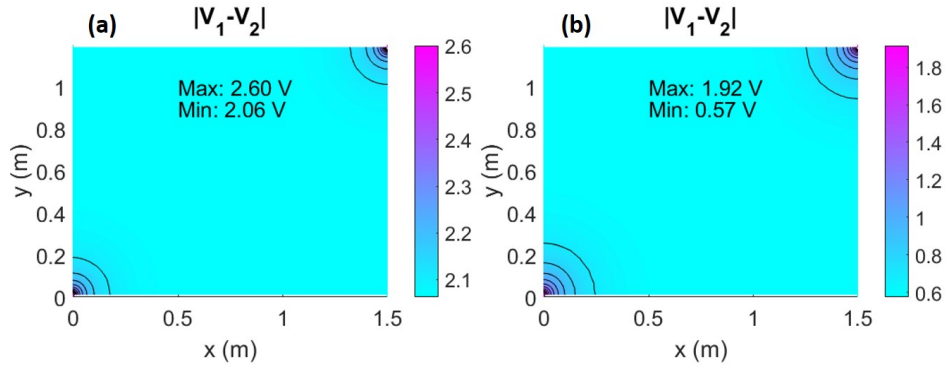 (a)
|V1-V2|
Max: 2.60 V
Min: 2.06 V
y (m)
1
0.8
0.6
0.4
0.2
0
0
0.5
1
1.5
x (m)
2.6
2.5
2.4
2.3
2.2
2.1
(b)
|V1-V2|
Max: 1.92 V
Min: 0.57 V
y (m)
1
0.8
0.6
0.4
0.2
0
0
0.5
1
1.5
x (m)
1.8
1.6
1.4
1.2
1
0.8
0.6